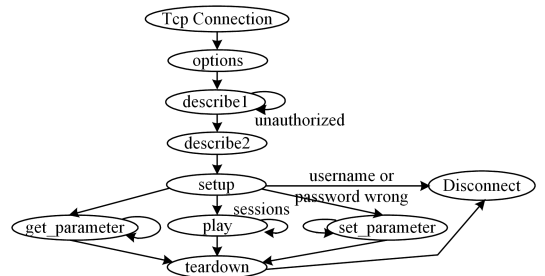 Tcp Connection
options
describe1
unauthorized
describe2
username or
password wrong
setup
Disconnect
sessions
get_parameter
play
set_parameter
teardown